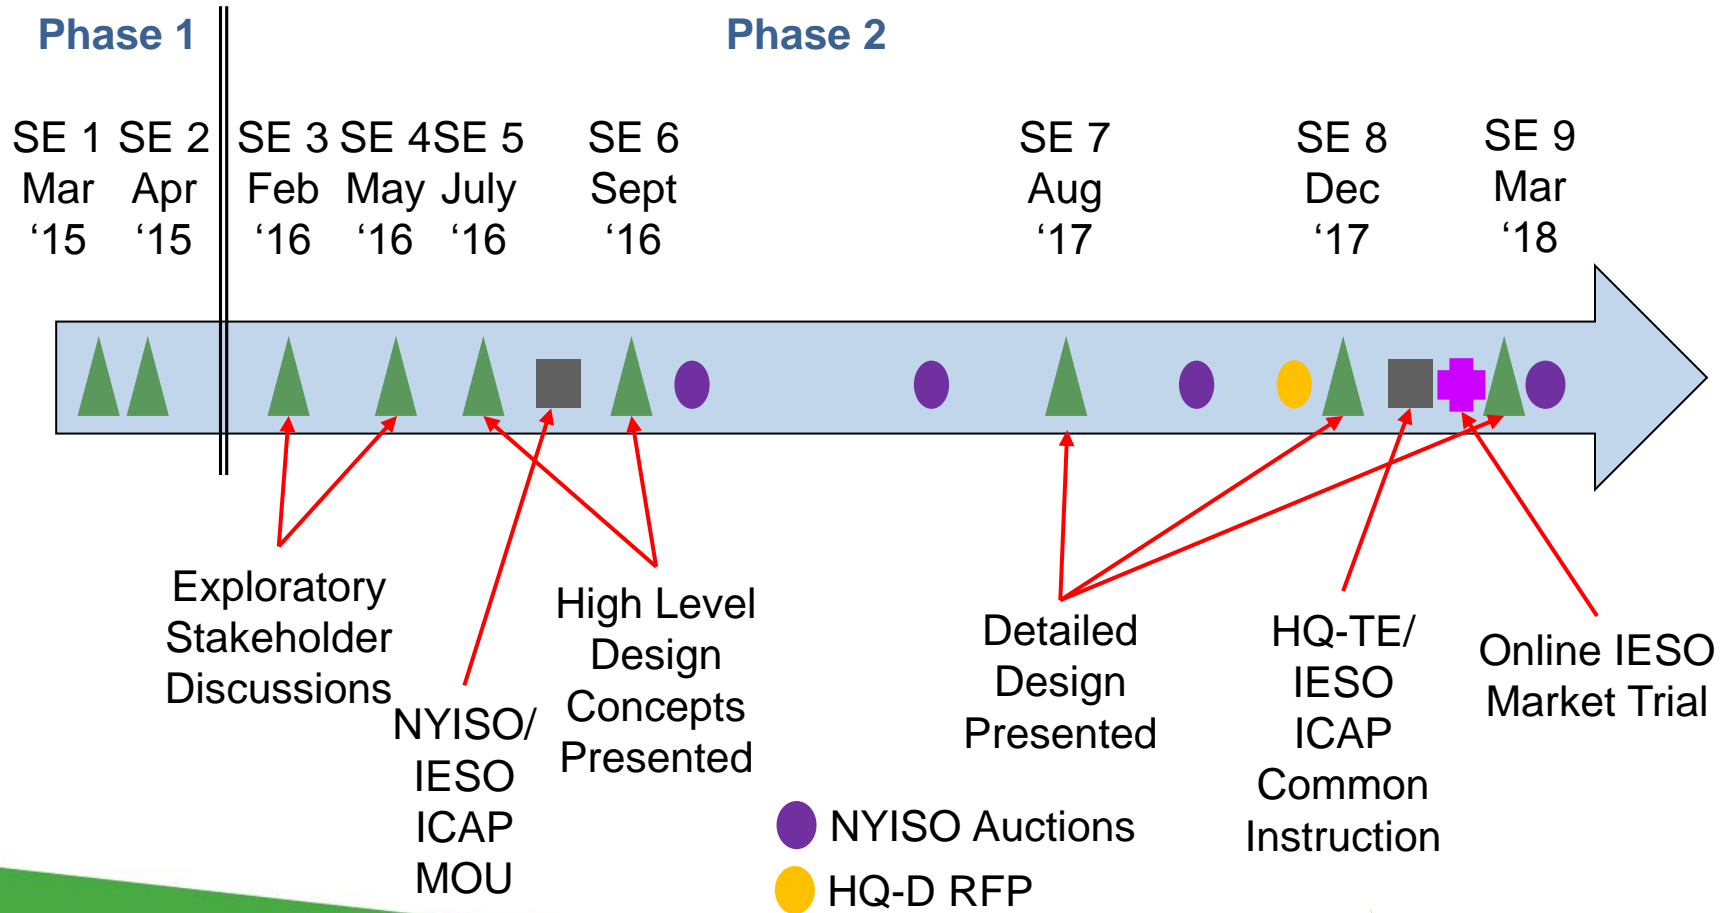 Phase 1
Phase 2
SE 1
Mar
‘15
SE 2
Apr
‘15
SE 3
Feb
‘16
SE 4
May
‘16
SE 5
July
‘16
SE 6
Sept
‘16
SE 7
Aug
‘17
SE 8
Dec
‘17
SE 9
Mar
‘18
Exploratory
Stakeholder
Discussions
NYISO/
IESO
ICAP
MOU
High Level
Design
Concepts
Presented
Detailed
Design
Presented
HQ-TE/
IESO
ICAP
Common
Instruction
Online IESO
Market Trial
NYISO Auctions
HQ-D RFP